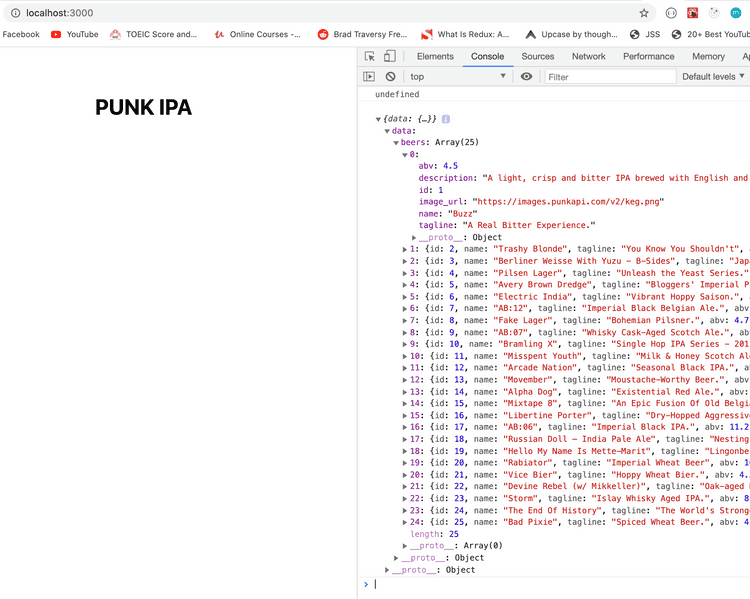 localhost:3000
Facebook YouTube TOEIC Score and... Online Courses -... Brad Traversy Fre... What Is Redux_A... Upcase by though... JSS 20+ Best YouTub
Elements Console Sources Network Performance Memory Ap
top Filter Default levels
undefined
PUNK IPA
{data: {…}}
data:
beers: Array(25)
0:
abv: 4.5
description: "A light, crisp and bitter IPA brewed with English and
id: 1
image_url: "https://images.punkapi.com/v2/keg.png"
name: "Buzz"
tagline: "A Real Bitter Experience."
__proto__: Object
1: {id: 2, name: "Trashy Blonde", tagline: "You Know You Shouldn't",
2: {id: 3, name: "Berliner Weisse With Yuzu - B-Sides", tagline: "Japa
3: {id: 4, name: "Pilsen Lager", tagline: "Unleash the Yeast Series."
4: {id: 5, name: "Avery Brown Dredge", tagline: "Bloggers' Imperial P
5: {id: 6, name: "Electric India", tagline: "Vibrant Hoppy Saison.",
6: {id: 7, name: "AB:12", tagline: "Imperial Black Belgian Ale.", abv
7: {id: 8, name: "Fake Lager", tagline: "Bohemian Pilsner.", abv: 4.7
8: {id: 9, name: "AB:07", tagline: "Whisky Cask-Aged Scotch Ale.", abv
9: {id: 10, name: "Bramling X", tagline: "Single Hop IPA Series - 201
10: {id: 11, name: "Misspent Youth", tagline: "Milk & Honey Scotch Ale
11: {id: 12, name: "Arcade Nation", tagline: "Seasonal Black IPA.", ab
12: {id: 13, name: "Movember", tagline: "Moustache-Worthy Beer.", abv
13: {id: 14, name: "Alpha Dog", tagline: "Existential Red Ale.", abv:
14: {id: 15, name: "Mixtape 8", tagline: "An Epic Fusion Of Old Belgia
15: {id: 16, name: "Libertine Porter", tagline: "Dry-Hopped Aggressiv
16: {id: 17, name: "AB:06", tagline: "Imperial Black IPA.", abv: 11.2
17: {id: 18, name: "Russian Doll – India Pale Ale", tagline: "Nesting
18: {id: 19, name: "Hello My Name Is Mette-Marit", tagline: "Lingonbe
19: {id: 20, name: "Rabiator", tagline: "Imperial Wheat Beer", abv: 10
20: {id: 21, name: "Vice Bier", tagline: "Hoppy Wheat Bier.", abv: 4.
21: {id: 22, name: "Devine Rebel (w/ Mikkeller)", tagline: "Oak-aged
22: {id: 23, name: "Storm", tagline: "Islay Whisky Aged IPA.", abv: 8
23: {id: 24, name: "The End Of History", tagline: "The World's Strong
24: {id: 25, name: "Bad Pixie", tagline: "Spiced Wheat Beer.", abv: 4
length: 25
__proto__: Array(0)
__proto__: Object
__proto__: Object